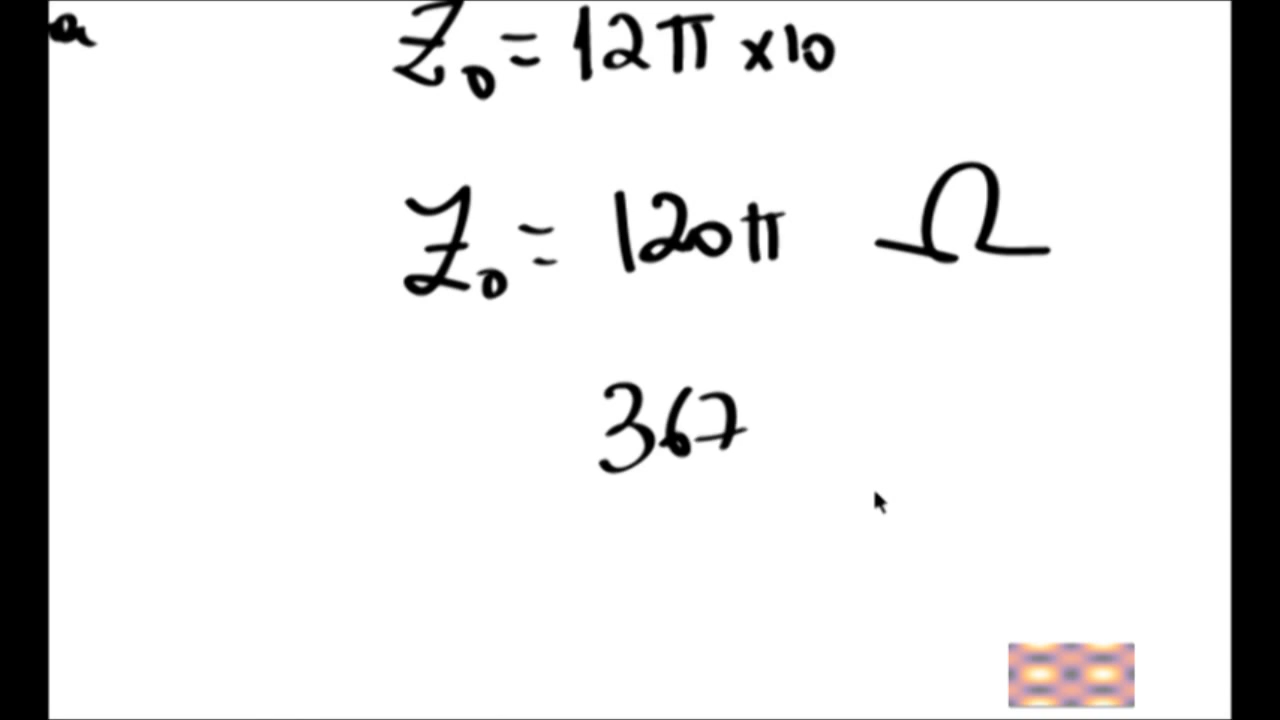 Z₀ = 12π x10
Z₀ = 120π Ω
367